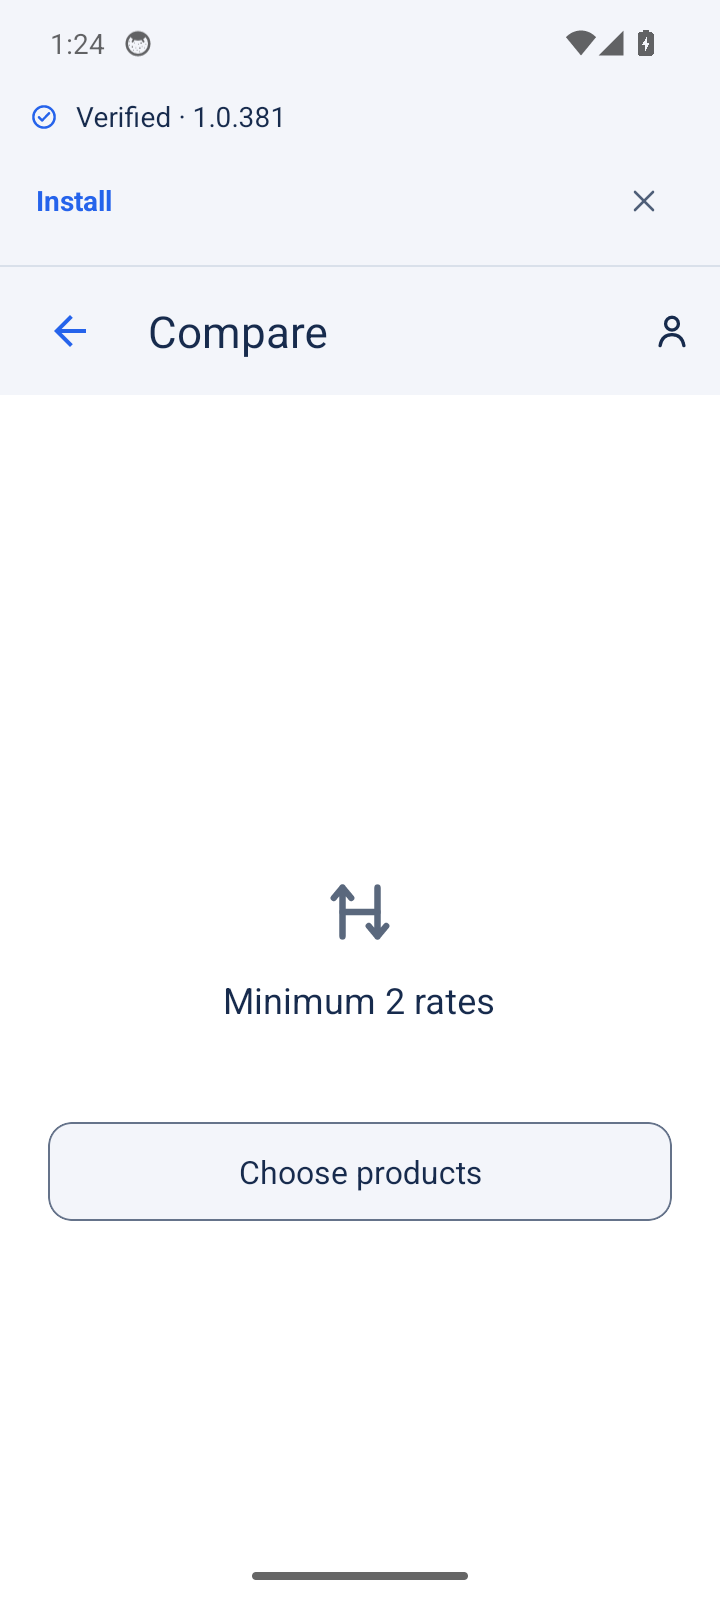 1:24
Verified · 1.0.381
Install
Compare
Minimum 2 rates
Choose products